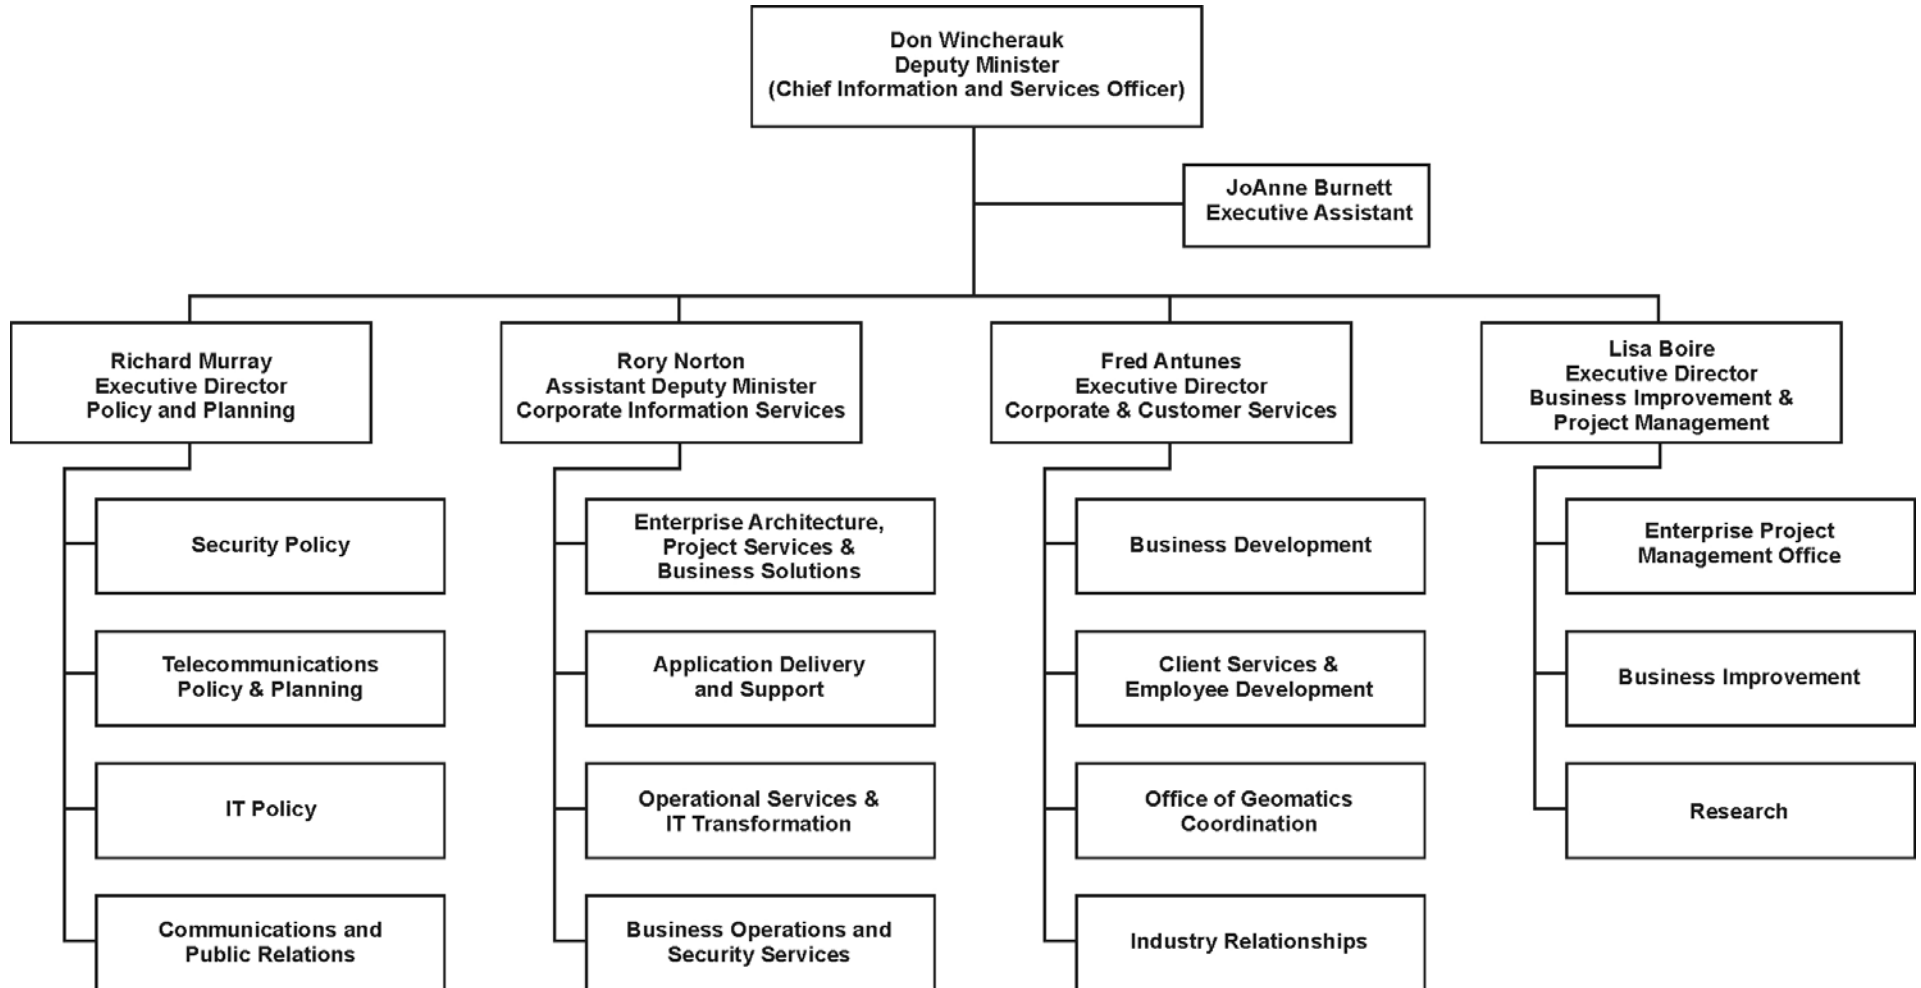 Don Wincherauk
Deputy Minister
(Chief Information and Services Officer)
JoAnne Burnett
Executive Assistant
Richard Murray
Executive Director
Policy and Planning
Rory Norton
Assistant Deputy Minister
Corporate Information Services
Fred Antunes
Executive Director
Corporate & Customer Services
Lisa Boire
Executive Director
Business Improvement &
Project Management
Security Policy
Telecommunications
Policy & Planning
IT Policy
Communications and
Public Relations
Enterprise Architecture,
Project Services &
Business Solutions
Application Delivery
and Support
Operational Services &
IT Transformation
Business Operations and
Security Services
Business Development
Client Services &
Employee Development
Office of Geomatics
Coordination
Industry Relationships
Enterprise Project
Management Office
Business Improvement
Research